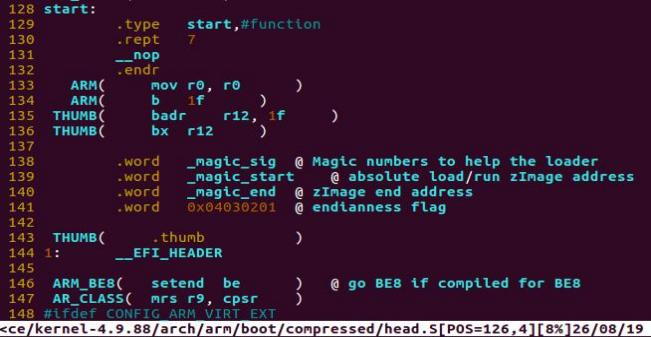 128 start:
129 .type start,#function
130 .rept 7
131 __nop
132 .endr
133 ARM( mov r0, r0 )
134 ARM( b 1f )
135 THUMB( badr r12, 1f )
136 THUMB( bx r12 )
137
138 .word _magic_sig @ Magic numbers to help the loader
139 .word _magic_start @ absolute load/run zImage address
140 .word _magic_end @ zImage end address
141 .word 0x04030201 @ endianness flag
142
143 THUMB( .thumb )
144 1: __EFI_HEADER
145
146 ARM_BE8( setend be ) @ go BE8 if compiled for BE8
147 AR_CLASS( mrs r9, cpsr )
148 #ifdef CONFIG_ARM_VIRT_EXT
<ce/kernel-4.9.88/arch/arm/boot/compressed/head.S[POS=126,4][8%]26/08/19